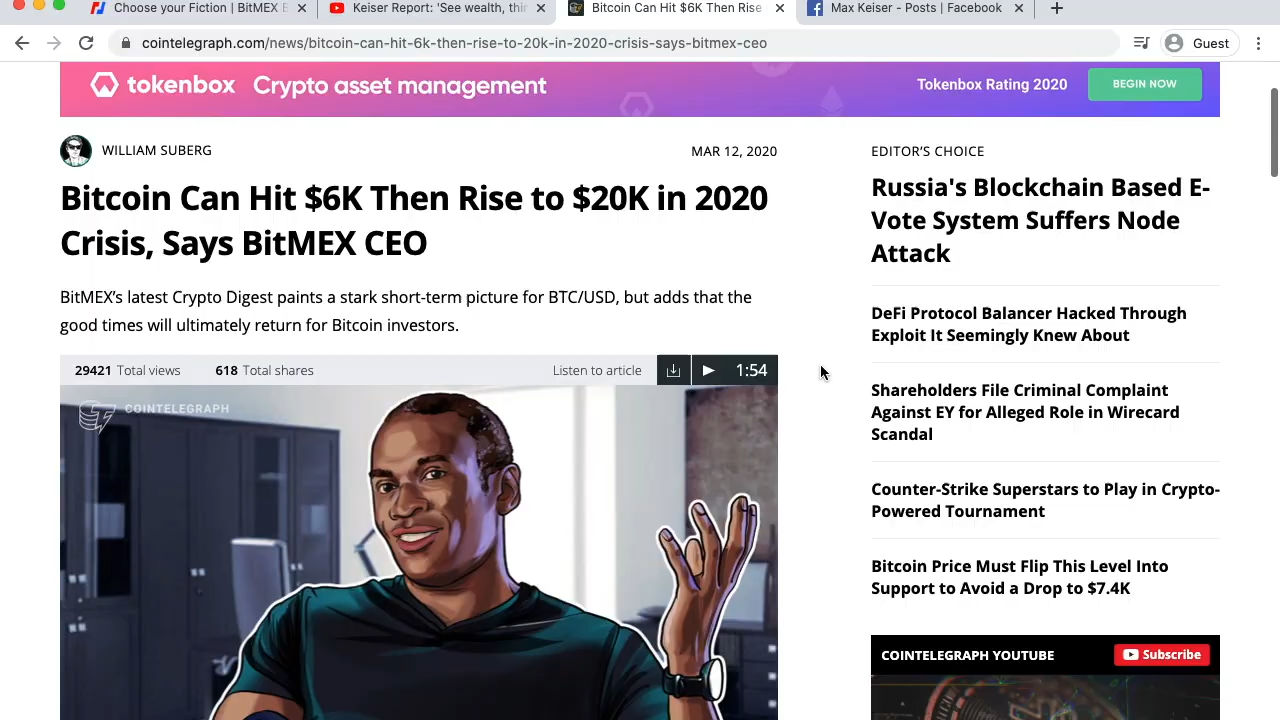 Choose your Fiction | BitMEX B
Keiser Report: 'See wealth, thin
Bitcoin Can Hit $6K Then Rise
Max Keiser - Posts | Facebook
cointelegraph.com/news/bitcoin-can-hit-6k-then-rise-to-20k-in-2020-crisis-says-bitmex-ceo
Guest
tokenbox Crypto asset management
Tokenbox Rating 2020
BEGIN NOW
WILLIAM SUBERG
MAR 12, 2020
Bitcoin Can Hit $6K Then Rise to $20K in 2020
Crisis, Says BitMEX CEO
BitMEX's latest Crypto Digest paints a stark short-term picture for BTC/USD, but adds that the
good times will ultimately return for Bitcoin investors.
29421 Total views
618 Total shares
Listen to article
1:54
COINTELEGRAPH
EDITOR'S CHOICE
Russia's Blockchain Based E-
Vote System Suffers Node
Attack
DeFi Protocol Balancer Hacked Through
Exploit It Seemingly Knew About
Shareholders File Criminal Complaint
Against EY for Alleged Role in Wirecard
Scandal
Counter-Strike Superstars to Play in Crypto-
Powered Tournament
Bitcoin Price Must Flip This Level Into
Support to Avoid a Drop to $7.4K
COINTELEGRAPH YOUTUBE
Subscribe